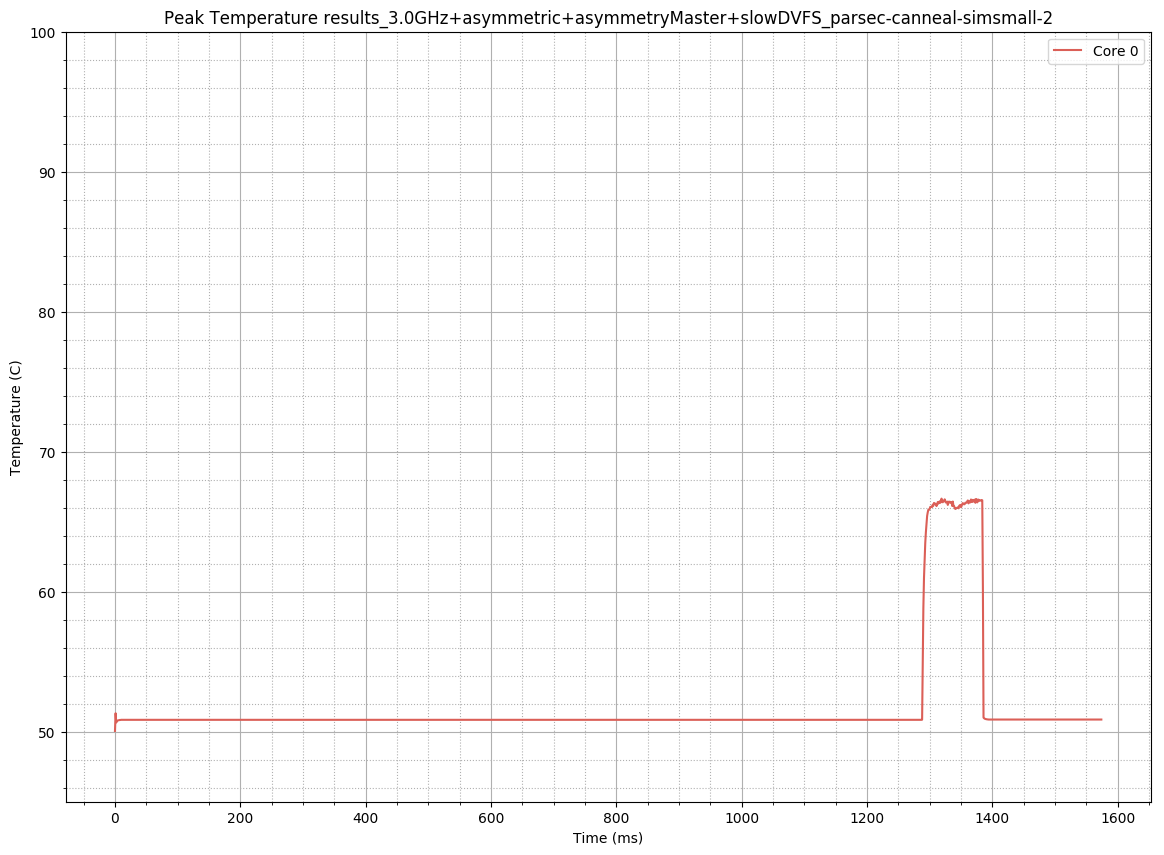 Peak Temperature results_3.0GHz+asymmetric+asymmetryMaster+slowDVFS_parsec-canneal-simsmall-2
Core 0
100
90
80
70
60
50
Temperature (C)
0 200 400 600 800 1000 1200 1400 1600
Time (ms)